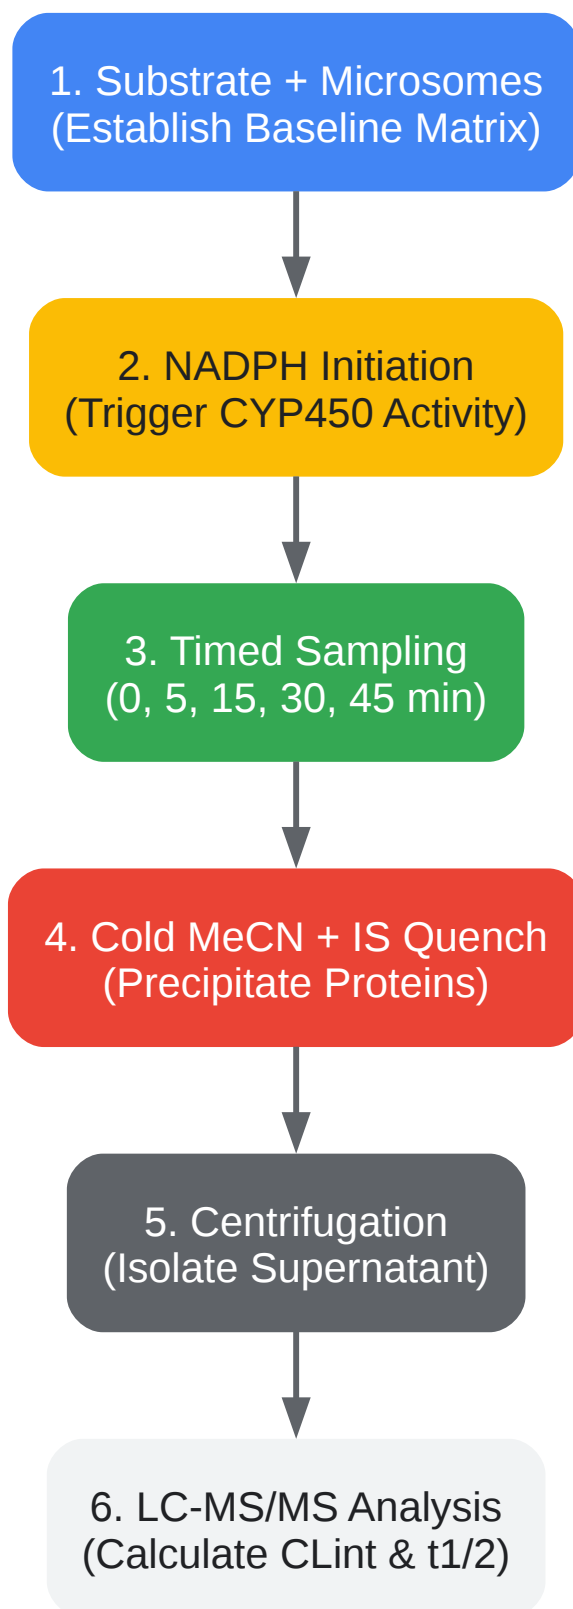 1. Substrate + Microsomes
(Establish Baseline Matrix)
2. NADPH Initiation
(Trigger CYP450 Activity)
3. Timed Sampling
(0, 5, 15, 30, 45 min)
4. Cold MeCN + IS Quench
(Precipitate Proteins)
5. Centrifugation
(Isolate Supernatant)
6. LC-MS/MS Analysis
(Calculate CLint & t1/2)